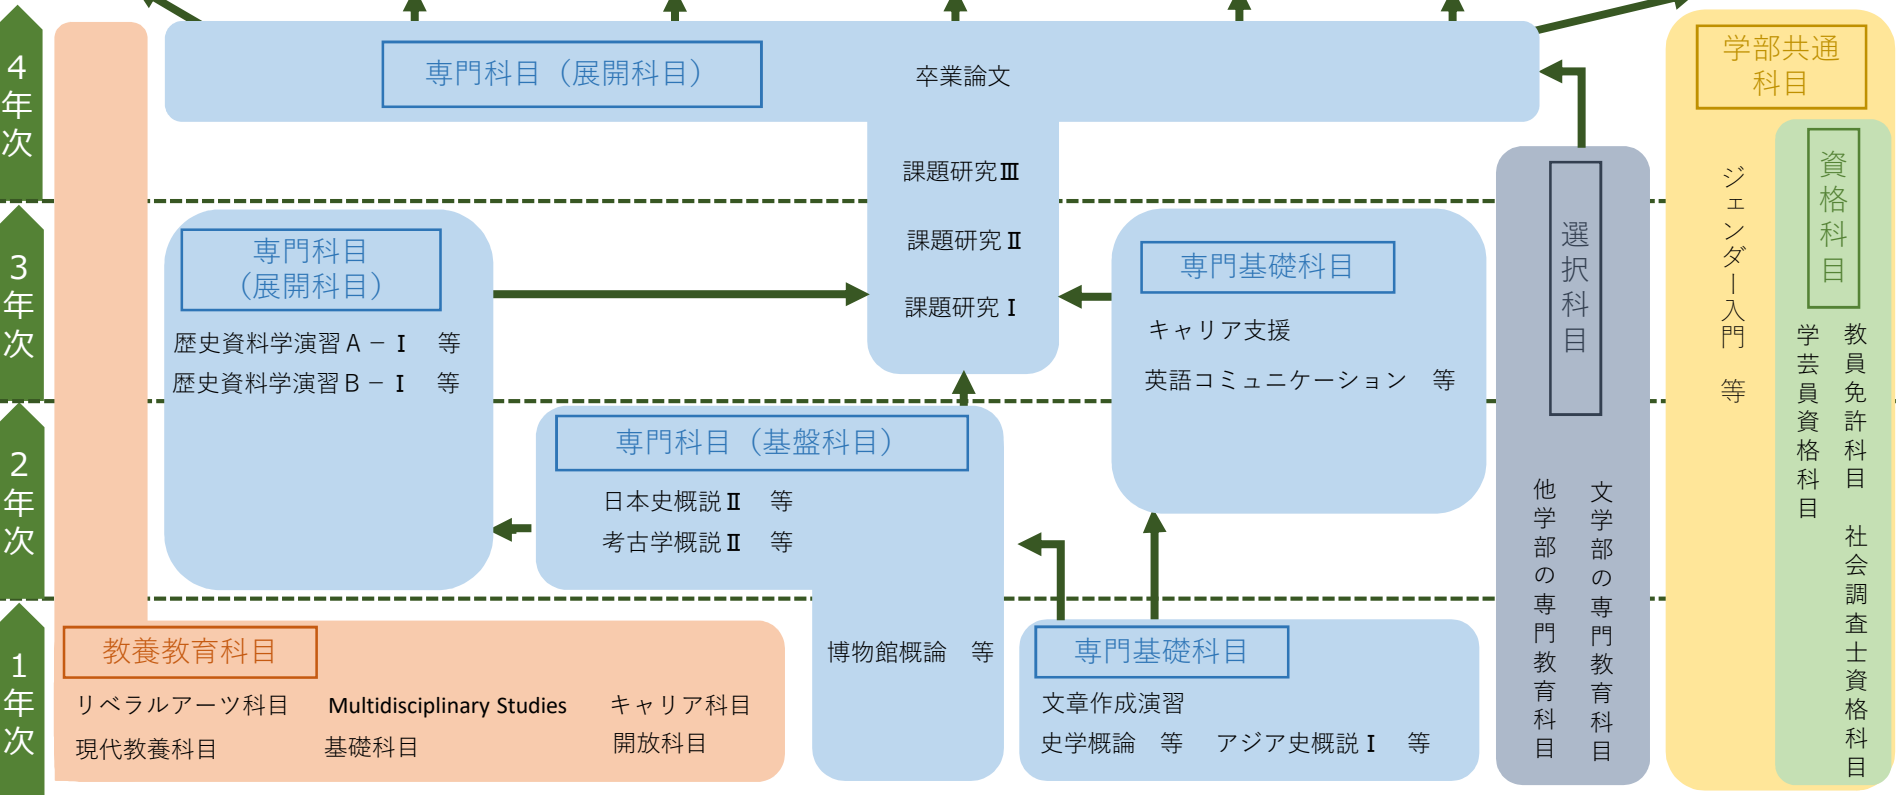 4年次
専門科目（展開科目）
卒業論文
課題研究Ⅲ
3年次
専門科目
（展開科目）
歴史資料学演習A－Ⅰ　等
歴史資料学演習B－Ⅰ　等
課題研究Ⅱ
課題研究Ⅰ
専門基礎科目
キャリア支援
英語コミュニケーション　等
2年次
専門科目（基盤科目）
日本史概説Ⅱ　等
考古学概説Ⅱ　等
1年次
教養教育科目
リベラルアーツ科目　Multidisciplinary Studies　キャリア科目
現代教養科目　基礎科目　開放科目
博物館概論　等
専門基礎科目
文章作成演習
史学概論　等　アジア史概説Ⅰ　等
選択科目
文学部の専門教育科目
他学部の専門教育科目
学部共通
科目
ジェンダー入門　等
資格科目
教員免許科目　社会調査士資格科目
学芸員資格科目